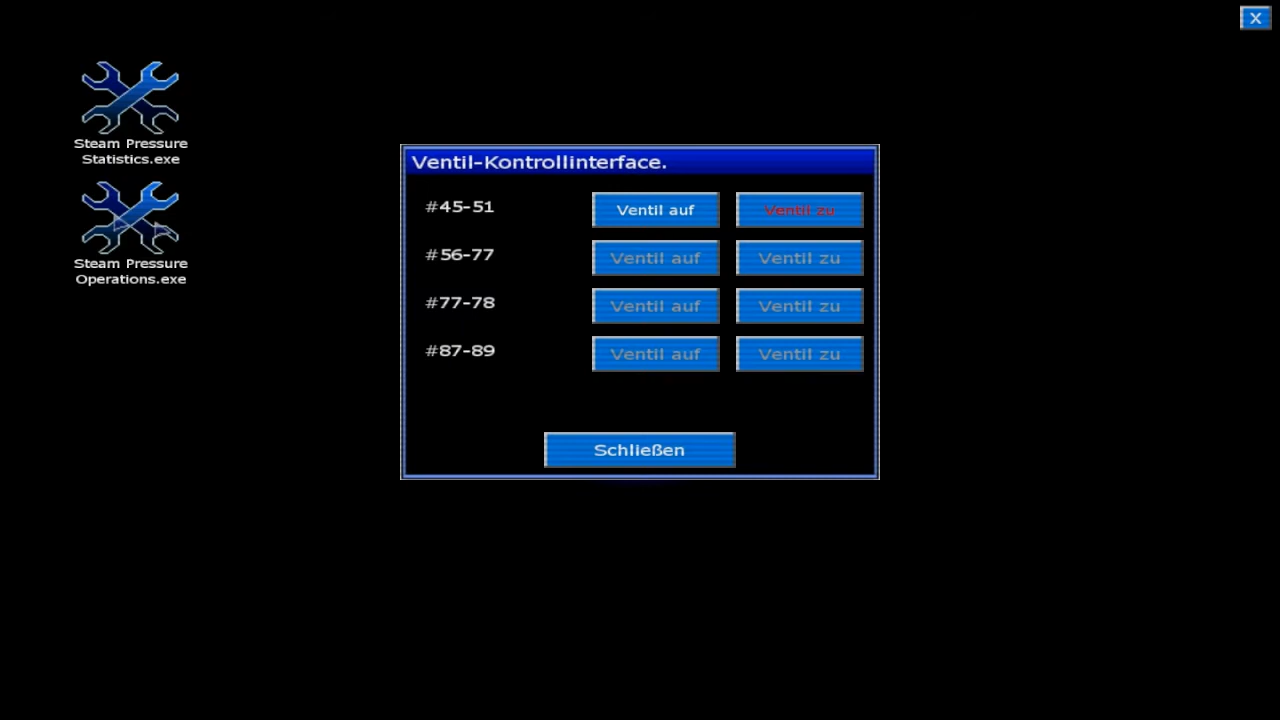 X
Steam Pressure
Statistics.exe
Steam Pressure
Operations.exe
Ventil-Kontrollinterface.
#45-51 Ventil auf Ventil zu
#56-77 Ventil auf Ventil zu
#77-78 Ventil auf Ventil zu
#87-89 Ventil auf Ventil zu
Schließen